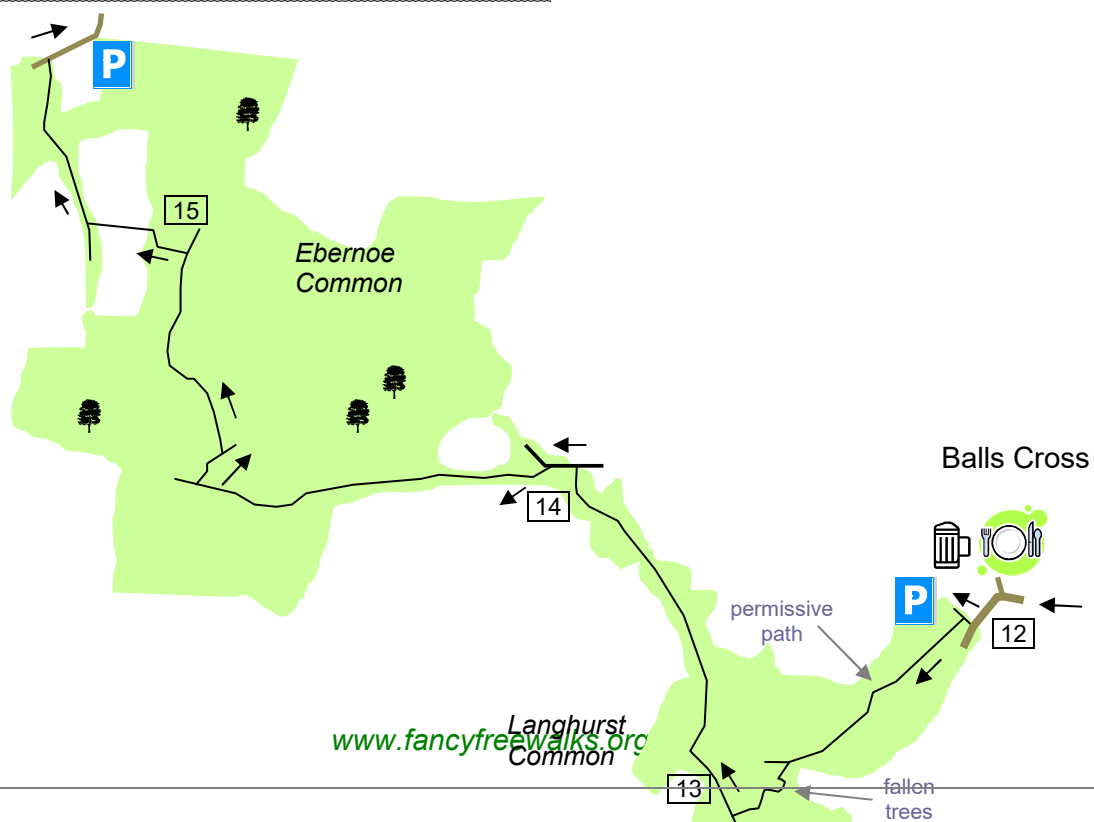 P
15
Ebernoe
Common
Balls Cross
14
P
permissive
path
12
Langhurst
Common
www.fancyfreewalks.org
13
fallen
trees